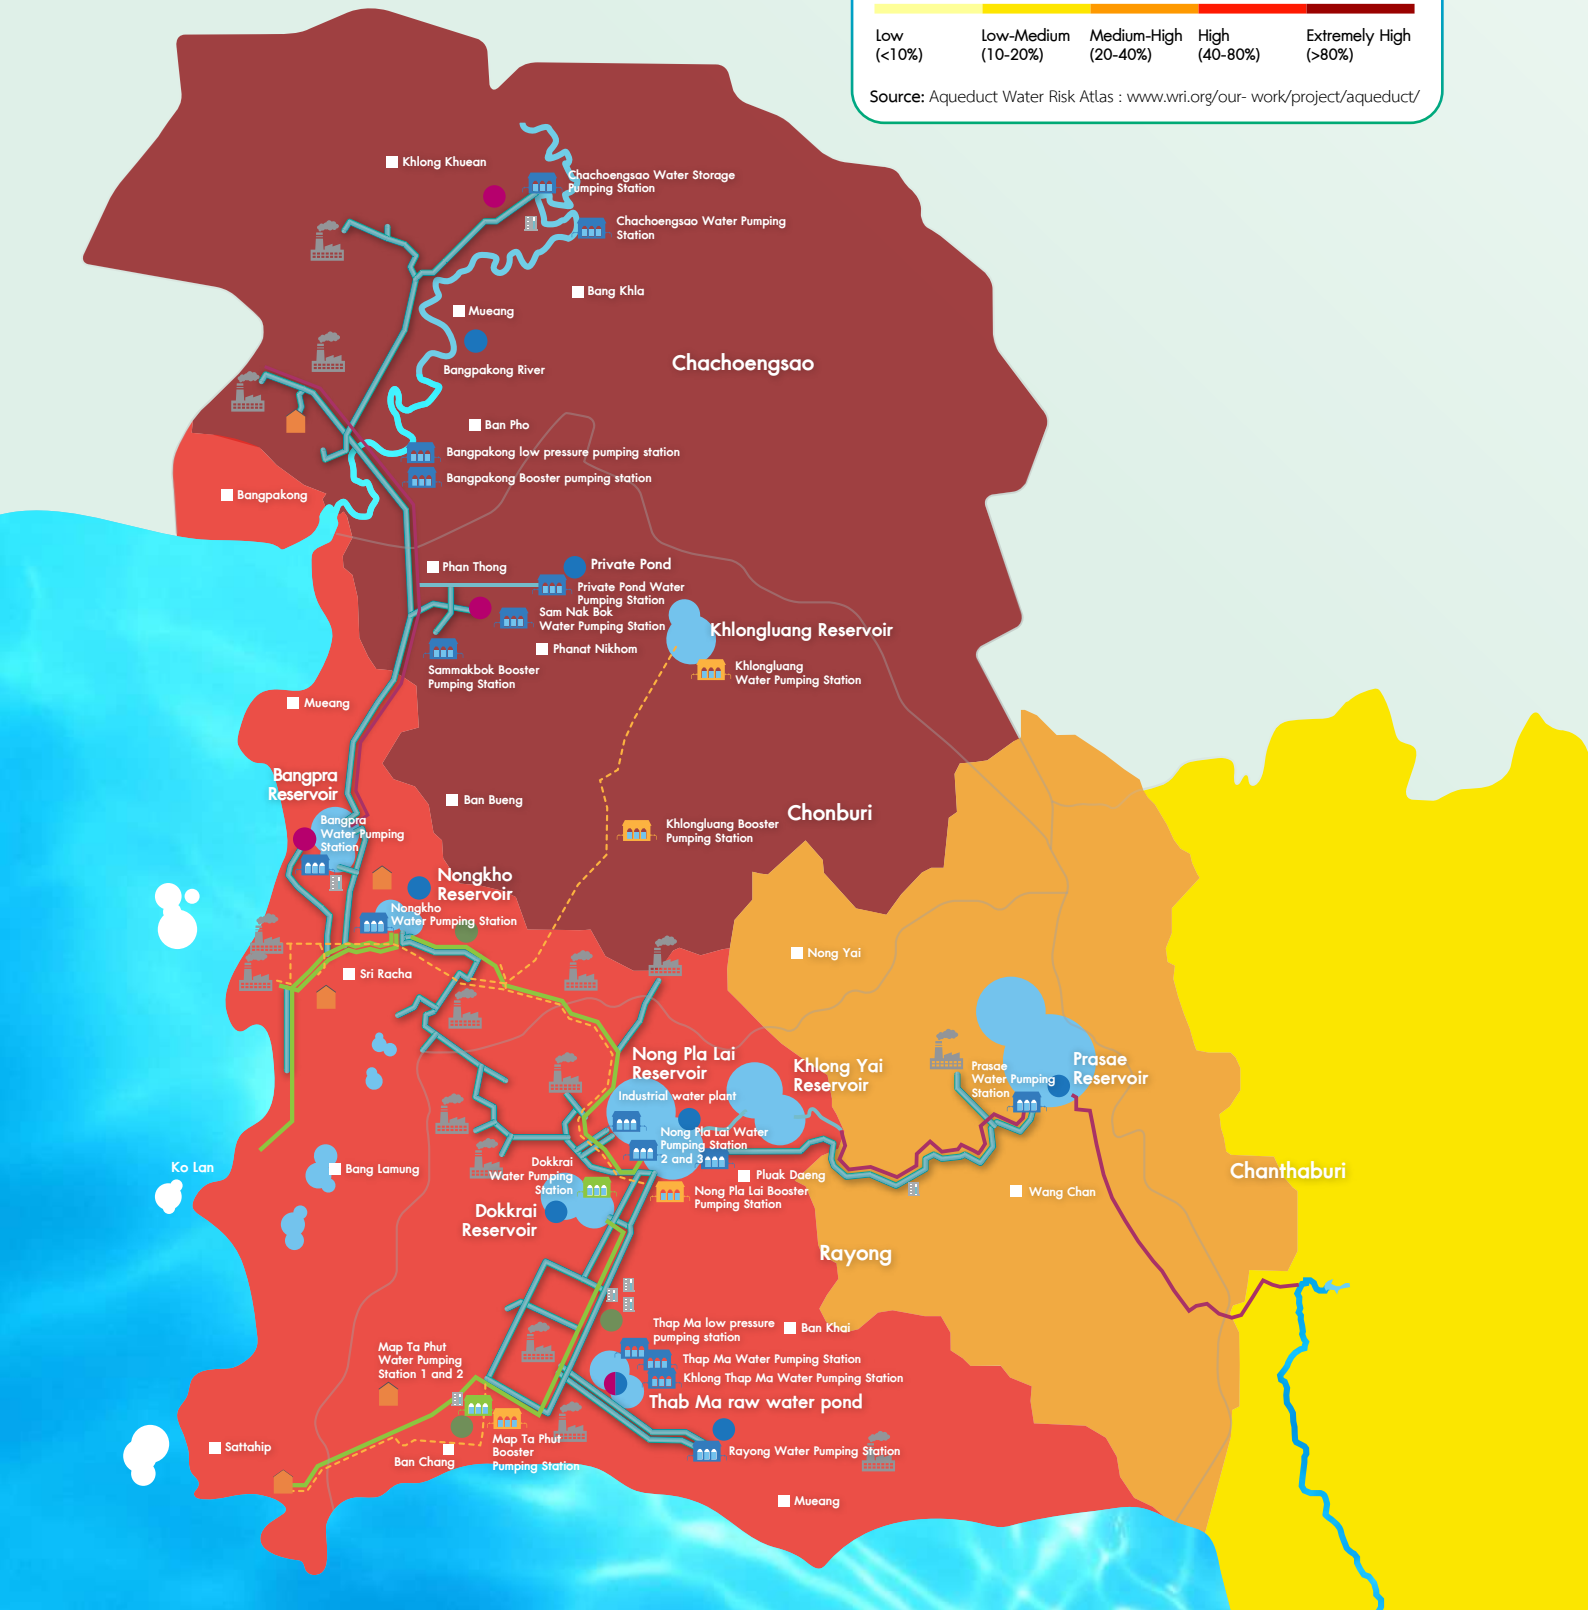 Low
(<10%)
Low-Medium
(10-20%)
Medium-High
(20-40%)
High
(40-80%)
Extremely High
(>80%)
Source: Aqueduct Water Risk Atlas : www.wri.org/our- work/project/aqueduct/
Khlong Khuean
Chachoengsao Water Storage
Pumping Station
Chachoengsao Water Pumping
Station
Bang Khla
Mueang
Bangpakong River
Chachoengsao
Ban Pho
Bangpakong low pressure pumping station
Bangpakong Booster pumping station
Bangpakong
Phan Thong
Private Pond
Private Pond Water
Pumping Station
Sam Nak Bok
Water Pumping Station
Khlongluang Reservoir
Phanat Nikhom
Sammakbok Booster
Pumping Station
Khlongluang
Water Pumping Station
Mueang
Bangpra
Reservoir
Ban Bueng
Chonburi
Bangpra
Water Pumping
Station
Khlongluang Booster
Pumping Station
Nongkho
Reservoir
Nongkho
Water Pumping Station
Nong Yai
Sri Racha
Nong Pla Lai
Reservoir
Khlong Yai
Reservoir
Prasae
Reservoir
Prasae
Water Pumping
Station
Industrial water plant
Nong Pla Lai Water
Pumping Station
2 and 3
Ko Lan
Bang Lamung
Dokkrai
Water Pumping
Station
Pluak Daeng
Chanthaburi
Nong Pla Lai Booster
Pumping Station
Wang Chan
Dokkrai
Reservoir
Rayong
Thap Ma low pressure
pumping station
Ban Khai
Map Ta Phut
Water Pumping
Station 1 and 2
Thap Ma Water Pumping Station
Khlong Thap Ma Water Pumping Station
Thab Ma raw water pond
Sattahip
Map Ta Phut
Booster
Pumping Station
Ban Chang
Rayong Water Pumping Station
Mueang